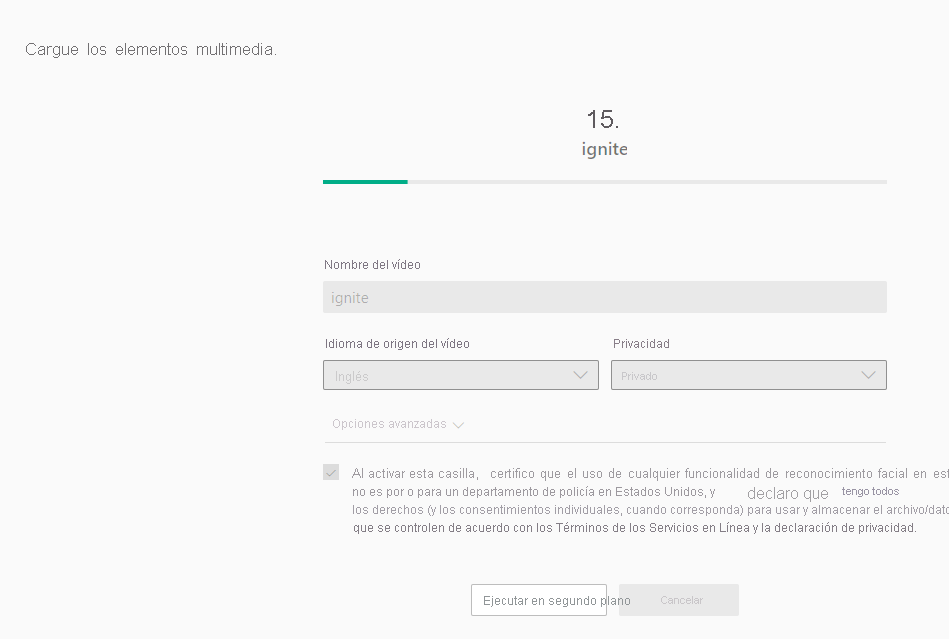 Cargue los elementos multimedia.
15.
ignite
Nombre del vídeo
ignite
Idioma de origen del vídeo
Privacidad
Inglés
Privado
Opciones avanzadas
Al activar esta casilla, certifico que el uso de cualquier funcionalidad de reconocimiento facial en est
no es por o para un departamento de policía en Estados Unidos, y declaro que tengo todos
los derechos (y los consentimientos individuales, cuando corresponda) para usar y almacenar el archivo/dato
que se controlen de acuerdo con los Términos de los Servicios en Línea y la declaración de privacidad.
Ejecutar en segundo plano
Cancelar